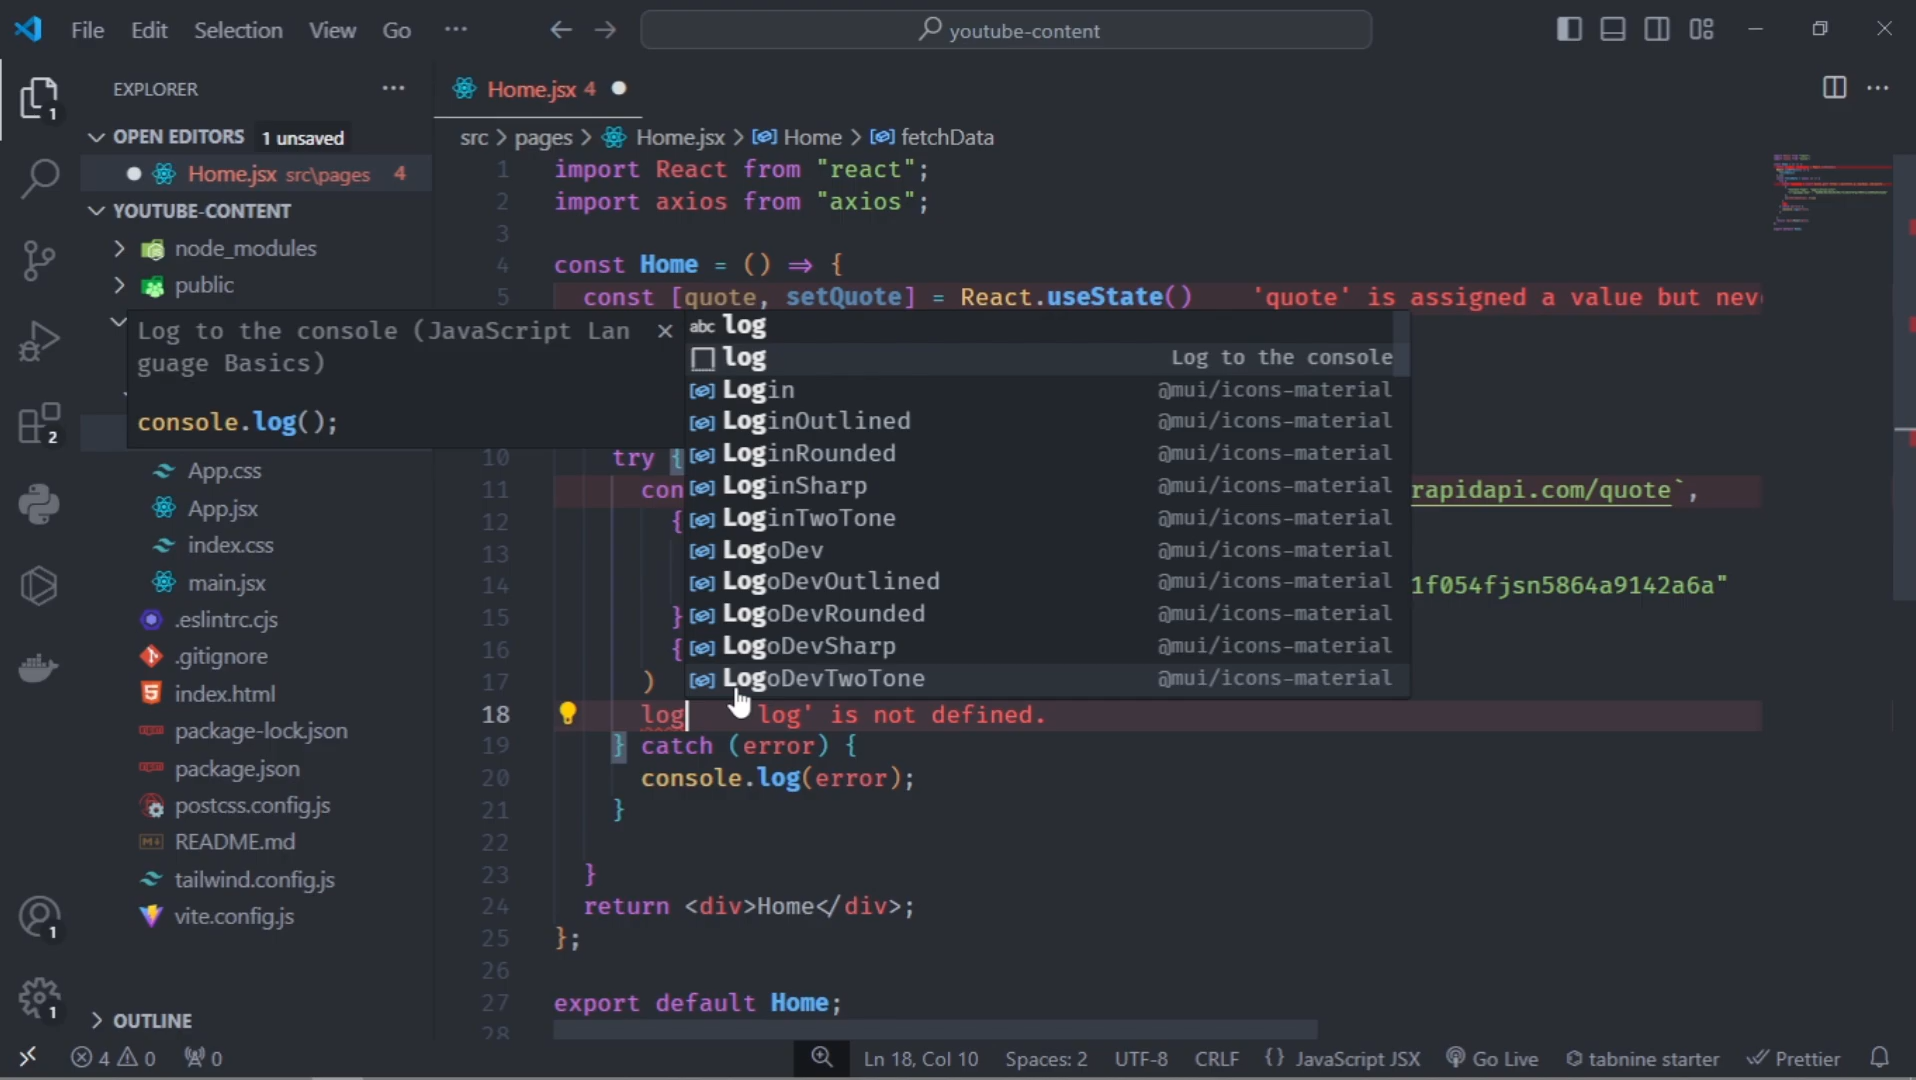 File Edit Selection View Go ··· youtube-content
EXPLORER ···
OPEN EDITORS 1 unsaved
Home.jsx src\pages 4
YOUTUBE-CONTENT
node_modules
public
App.css
App.jsx
index.css
main.jsx
.eslintrc.cjs
.gitignore
index.html
package-lock.json
package.json
postcss.config.js
README.md
tailwind.config.js
vite.config.js
OUTLINE
1
2
1
1
Home.jsx 4
src > pages > Home.jsx > Home > fetchData
1 import React from "react";
2 import axios from "axios";
3
4 const Home = () => {
5 const [quote, setQuote] = React.useState() 'quote' is assigned a value but nev
Log to the console (JavaScript Lan
guage Basics)
console.log();
abc log
log Log to the console
Login @mui/icons-material
LoginOutlined @mui/icons-material
LoginRounded @mui/icons-material
LoginSharp @mui/icons-material
LoginTwoTone @mui/icons-material
LogoDev @mui/icons-material
LogoDevOutlined @mui/icons-material
LogoDevRounded @mui/icons-material
LogoDevSharp @mui/icons-material
LogoDevTwoTone @mui/icons-material
10 try {
11 con rapidapi.com/quote`,
12 {
13
14 1f054fjsn5864a9142a6a"
15 }
16 {
17 )
18 log log' is not defined.
19 } catch (error) {
20 console.log(error);
21 }
22
23 }
24 return <div>Home</div>;
25 };
26
27 export default Home;
28
4 0 0 Ln 18, Col 10 Spaces: 2 UTF-8 CRLF {} JavaScript JSX Go Live tabnine starter Prettier